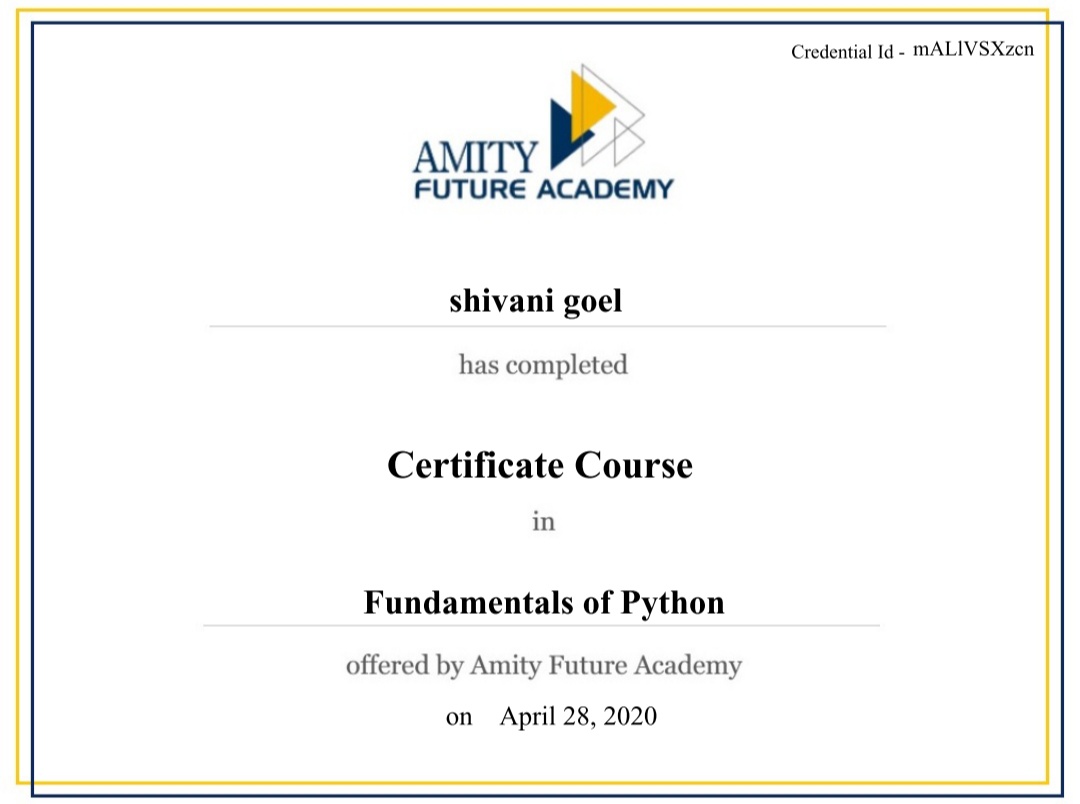 Credential Id - mALlVSXzcn
AMITY
FUTURE ACADEMY
shivani goel
has completed
Certificate Course
in
Fundamentals of Python
offered by Amity Future Academy
on April 28, 2020